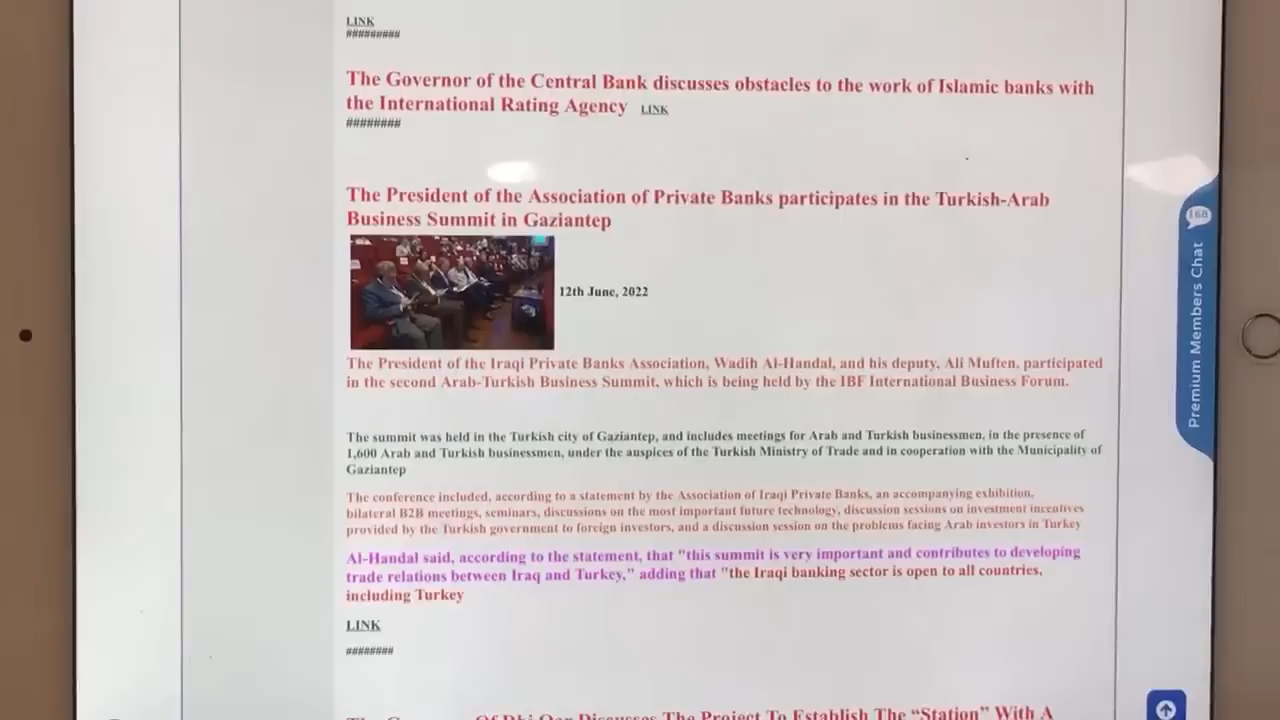 LINK
#########
The Governor of the Central Bank discusses obstacles to the work of Islamic banks with
the International Rating Agency LINK
########
The President of the Association of Private Banks participates in the Turkish-Arab
Business Summit in Gaziantep
12th June, 2022
The President of the Iraqi Private Banks Association, Wadih Al-Handal, and his deputy, Ali Muften, participated
in the second Arab-Turkish Business Summit, which is being held by the IBF International Business Forum.
The summit was held in the Turkish city of Gaziantep, and includes meetings for Arab and Turkish businessmen, in the presence of
1,600 Arab and Turkish businessmen, under the auspices of the Turkish Ministry of Trade and in cooperation with the Municipality of
Gaziantep
The conference included, according to a statement by the Association of Iraqi Private Banks, an accompanying exhibition,
bilateral B2B meetings, seminars, discussions on the most important future technology, discussion sessions on investment incentives
provided by the Turkish government to foreign investors, and a discussion session on the problems facing Arab investors in Turkey
Al-Handal said, according to the statement, that "this summit is very important and contributes to developing
trade relations between Iraq and Turkey," adding that "the Iraqi banking sector is open to all countries,
including Turkey
LINK
########
Of Dhi Qar Discusses The Project To Establish The “Station” With A
168
Premium Members Chat